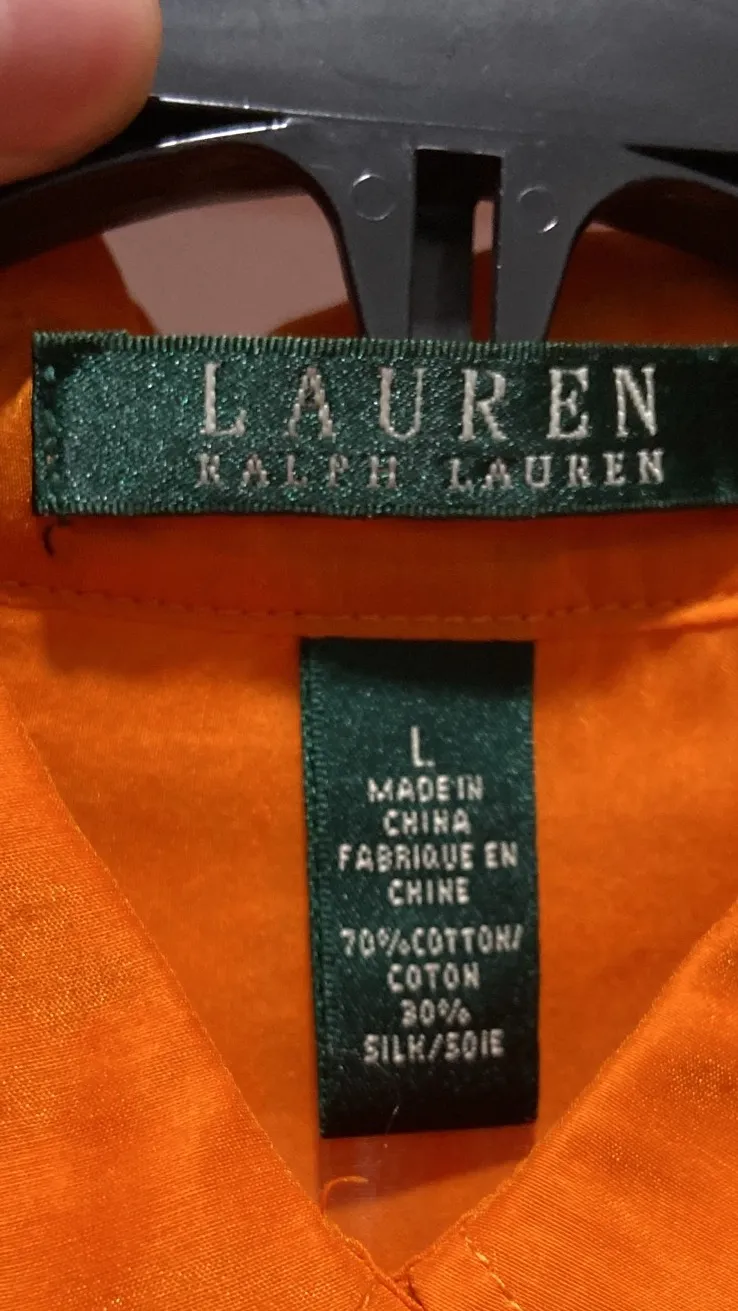 LAUREN
RALPH LAUREN
L
MADE IN
CHINA
FABRIQUE EN
CHINE
70%COTTON/
COTON
30%
SILK/SOIE